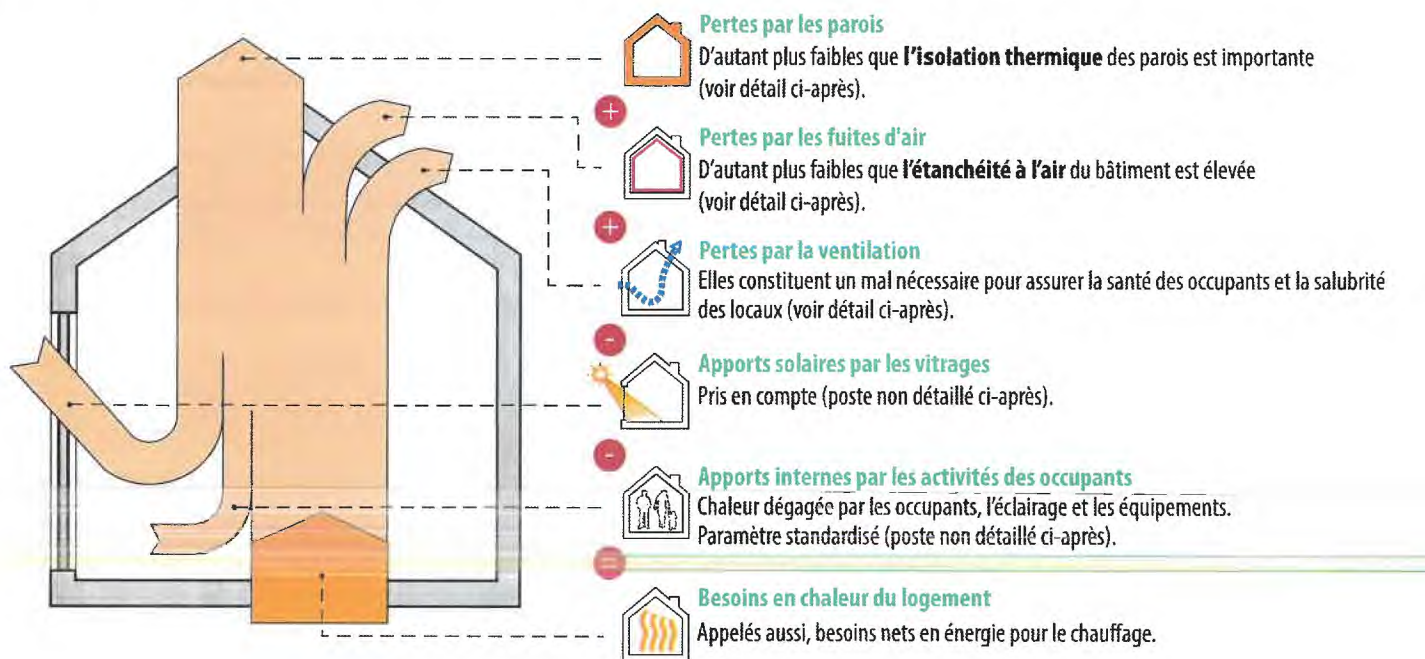 Pertes par les parois
D'autant plus faibles que l'isolation thermique des parois est importante
(voir détail ci-après).
+
Pertes par les fuites d'air
D'autant plus faibles que l'étanchéité à l'air du bâtiment est élevée
(voir détail ci-après).
+
Pertes par la ventilation
Elles constituent un mal nécessaire pour assurer la santé des occupants et la salubrité
des locaux (voir détail ci-après).
-
Apports solaires par les vitrages
Pris en compte (poste non détaillé ci-après).
-
Apports internes par les activités des occupants
Chaleur dégagée par les occupants, l'éclairage et les équipements.
Paramètre standardisé (poste non détaillé ci-après).
=
Besoins en chaleur du logement
Appelés aussi, besoins nets en énergie pour le chauffage.